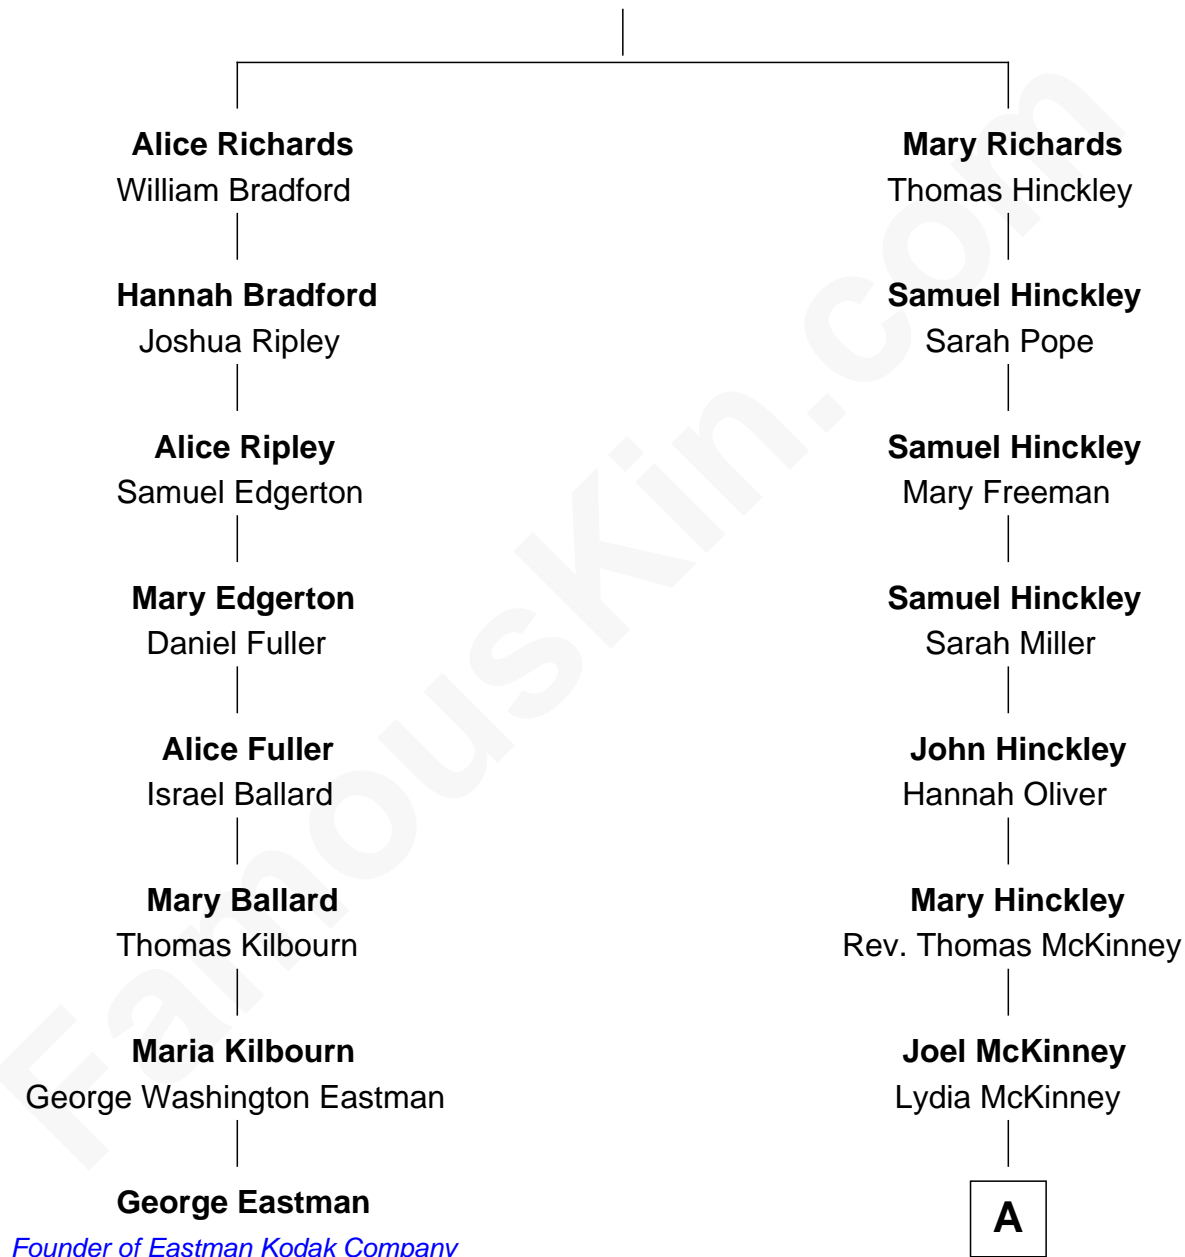 Alice Richards
William Bradford
Hannah Bradford
Joshua Ripley
Alice Ripley
Samuel Edgerton
Mary Edgerton
Daniel Fuller
Alice Fuller
Israel Ballard
Mary Ballard
Thomas Kilbourn
Maria Kilbourn
George Washington Eastman
George Eastman
Founder of Eastman Kodak Company
Mary Richards
Thomas Hinckley
Samuel Hinckley
Sarah Pope
Samuel Hinckley
Mary Freeman
Samuel Hinckley
Sarah Miller
John Hinckley
Hannah Oliver
Mary Hinckley
Rev. Thomas McKinney
Joel McKinney
Lydia McKinney
A
FamousKin.com